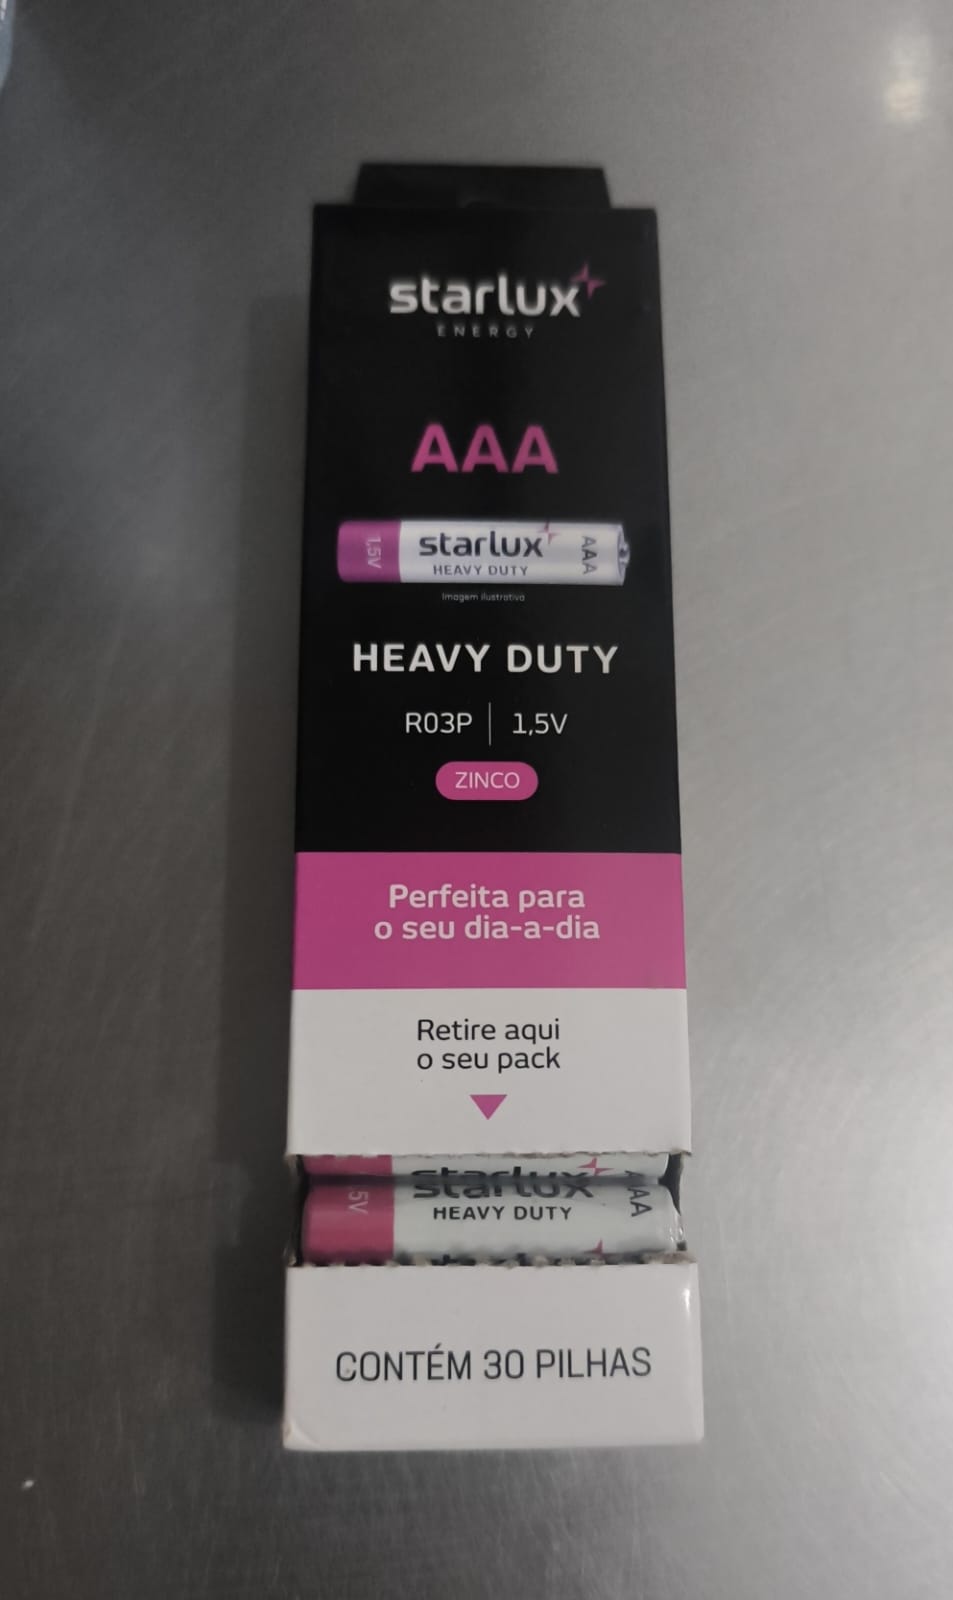 starlux
ENERGY
AAA
1,5V
starlux
HEAVY DUTY
AAA
Imagem ilustrativa
HEAVY DUTY
R03P | 1,5V
ZINCO
Perfeita para
o seu dia-a-dia
Retire aqui
o seu pack
5V
starlux
HEAVY DUTY
AAA
CONTÉM 30 PILHAS